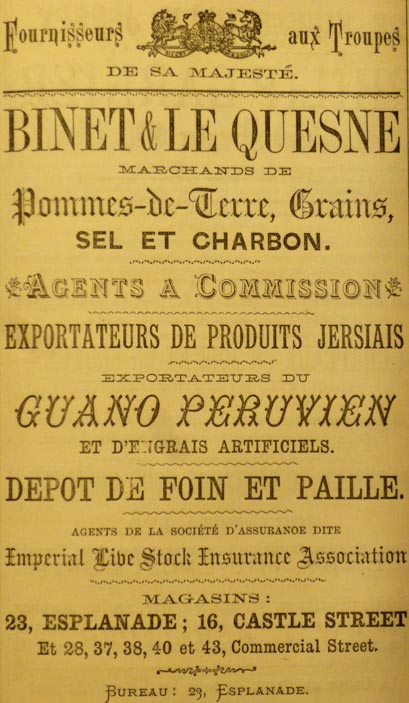 Fournisseurs aux Troupes
DE SA MAJESTÉ.
BINET & LE QUESNE
MARCHANDS DE
Pommes-de-Terre, Grains,
SEL ET CHARBON.
AGENTS A COMMISSION
EXPORTATEURS DE PRODUITS JERSIAIS
EXPORTATEURS DU
GUANO PERUVIEN
ET D'ENGRAIS ARTIFICIELS.
DEPOT DE FOIN ET PAILLE.
AGENTS DE LA SOCIÉTÉ D'ASSURANCE DITE
Imperial Live Stock Insurance Association
MAGASINS :
23, ESPLANADE ; 16, CASTLE STREET
Et 28, 37, 38, 40 et 43, Commercial Street.
BUREAU : 23, ESPLANADE.